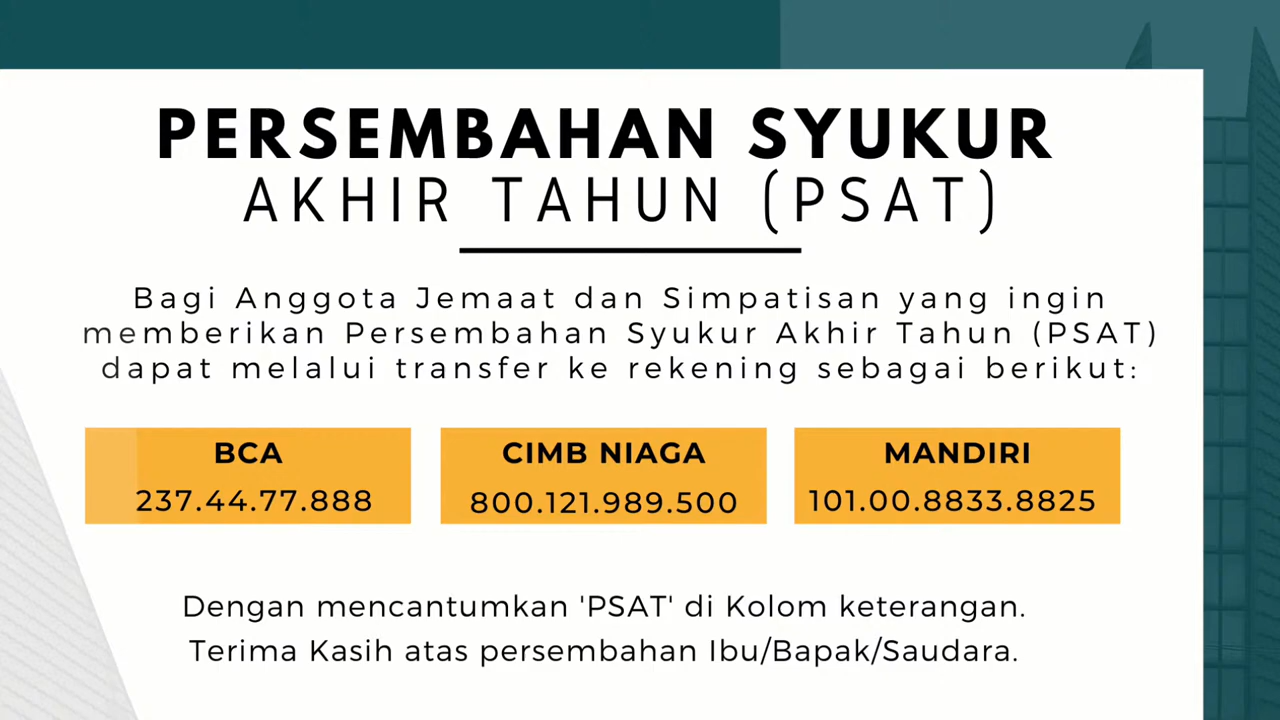 PERSEMBAHAN SYUKUR
AKHIR TAHUN (PSAT)
Bagi Anggota Jemaat dan Simpatisan yang ingin
memberikan Persembahan Syukur Akhir Tahun (PSAT)
dapat melalui transfer ke rekening sebagai berikut:
BCA
237.44.77.888
CIMB NIAGA
800.121.989.500
MANDIRI
101.00.8833.8825
Dengan mencantumkan 'PSAT' di Kolom keterangan.
Terima Kasih atas persembahan Ibu/Bapak/Saudara.